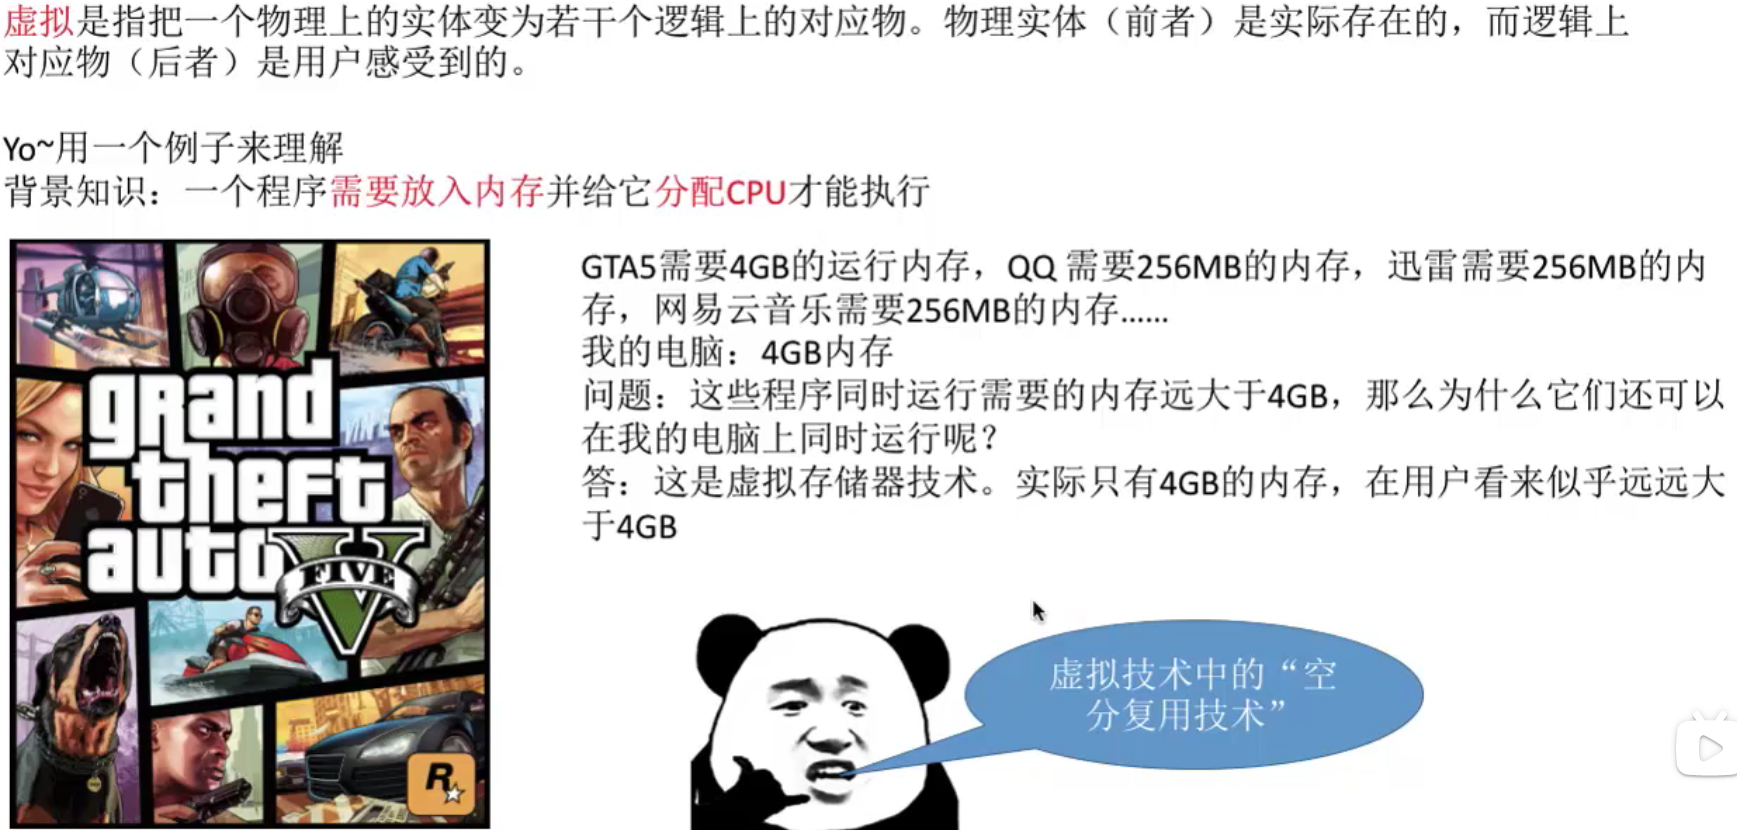 虚拟是指把一个物理上的实体变为若干个逻辑上的对应物。物理实体（前者）是实际存在的，而逻辑上
对应物（后者）是用户感受到的。
Yo~用一个例子来理解
背景知识：一个程序需要放入内存并给它分配CPU才能执行
grand
theft
auto
V
FIVE
R
GTA5需要4GB的运行内存，QQ 需要256MB的内存，迅雷需要256MB的内
存，网易云音乐需要256MB的内存……
我的电脑：4GB内存
问题：这些程序同时运行需要的内存远大于4GB，那么为什么它们还可以
在我的电脑上同时运行呢？
答：这是虚拟存储器技术。实际只有4GB的内存，在用户看来似乎远远大
于4GB
虚拟技术中的“空
分复用技术”